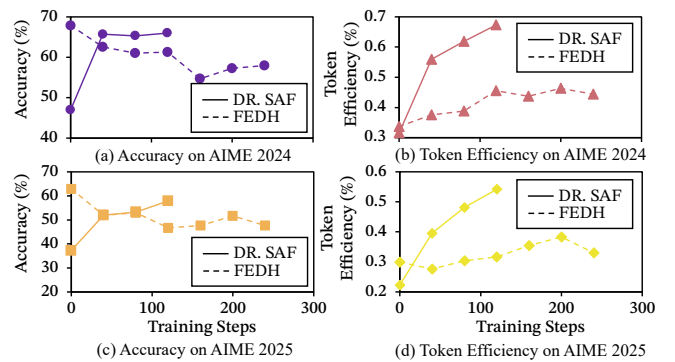 Accuracy (%)
70
60
50
40
DR. SAF
FEDH
(a) Accuracy on AIME 2024
Token
Efficiency (%)
0.7
0.6
0.5
0.4
0.3
DR. SAF
FEDH
(b) Token Efficiency on AIME 2024
Accuracy (%)
70
60
50
40
30
20
DR. SAF
FEDH
0
100
200
300
Training Steps
(c) Accuracy on AIME 2025
Token
Efficiency (%)
0.6
0.5
0.4
0.3
0.2
DR. SAF
FEDH
0
100
200
300
Training Steps
(d) Token Efficiency on AIME 2025